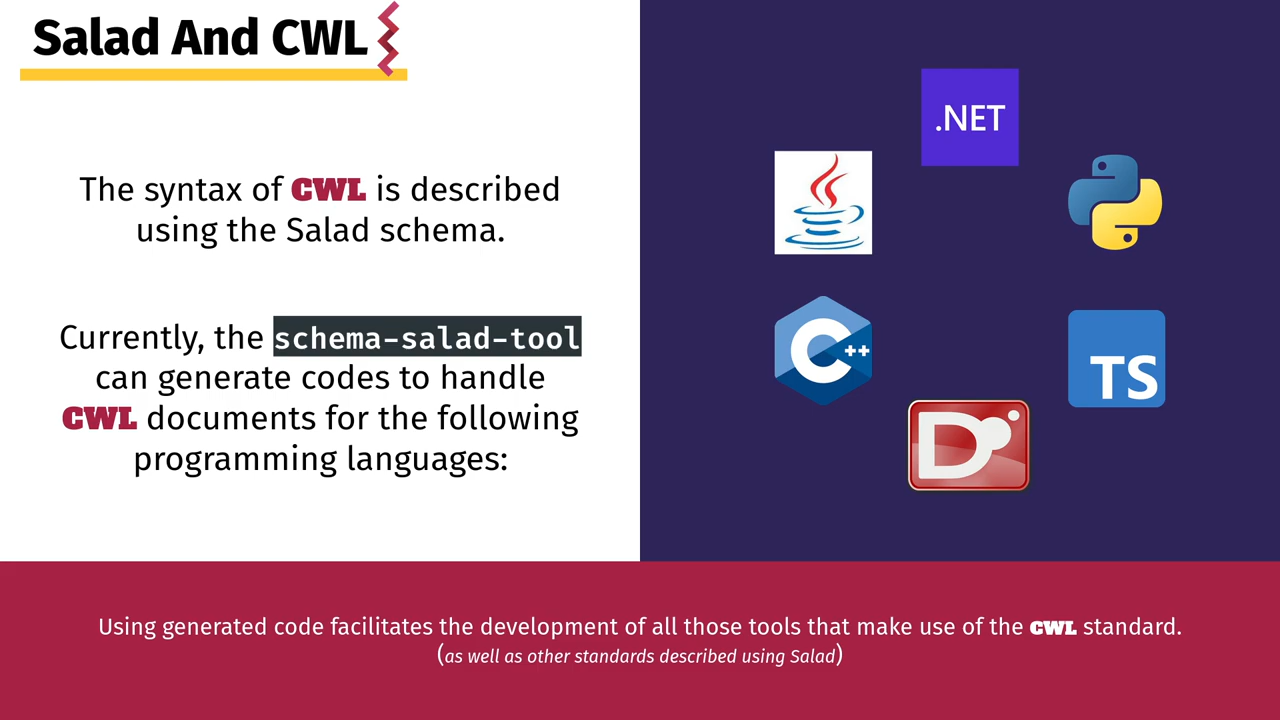 Salad And CWL
The syntax of CWL is described
using the Salad schema.
Currently, the schema-salad-tool
can generate codes to handle
CWL documents for the following
programming languages:
.NET
C++
TS
D
Using generated code facilitates the development of all those tools that make use of the CWL standard.
(as well as other standards described using Salad)